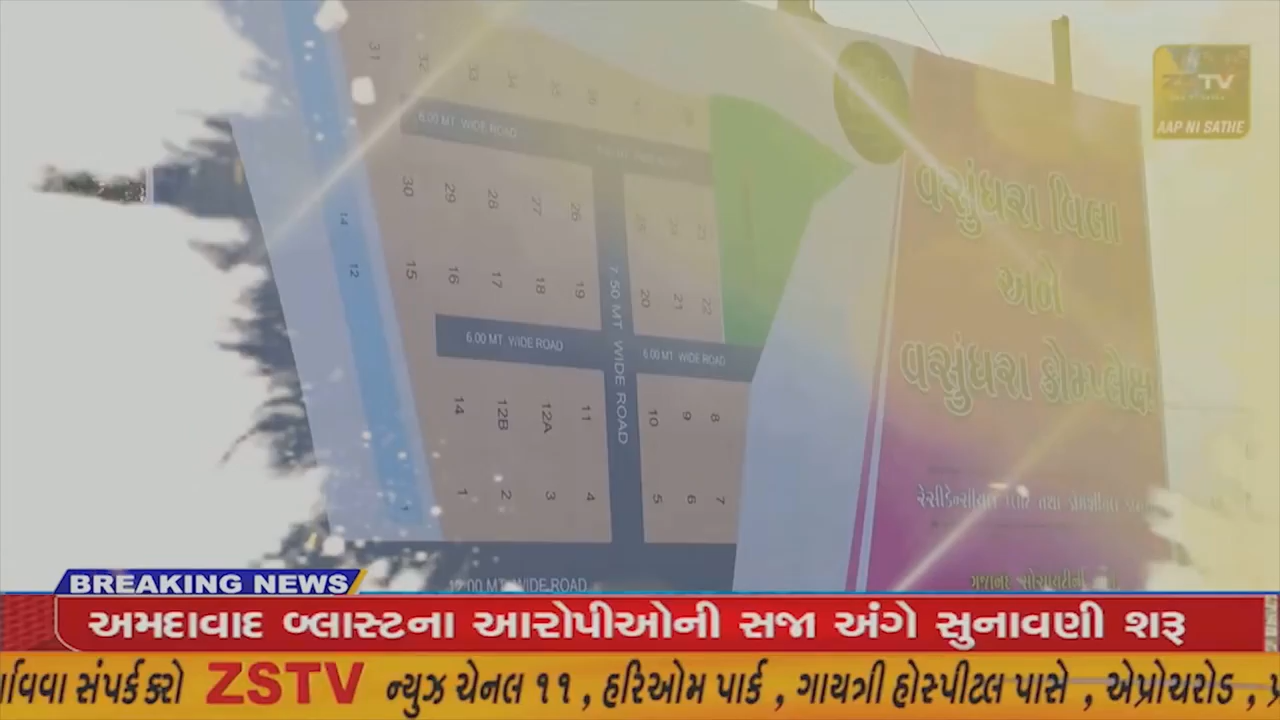 31 32 33 34 35
6.00 MT. WIDE ROAD
30 29 28 27 26
14
12
15 16 17 18 19 20 21 22
7.50 MT. WIDE ROAD
6.00 MT. WIDE ROAD
6.00 MT. WIDE ROAD
14 12B 12A 11 10 9 8
1 2 3 4 5 6 7
12.00 MT. WIDE ROAD
વસુંધરા વિલા
અને
વસુંધરા કોમ્પ્લેક્ષ
ZSTV
AAP NI SATHE
BREAKING NEWS
અમદાવાદ બ્લાસ્ટના આરોપીઓની સજા અંગે સુનાવણી શરૂ
સંપર્ક કરો ZSTV ન્યુઝ ચેનલ ૧૧ , હરિઓમ પાર્ક , ગાયત્રી હોસ્પીટલ પાસે , એપ્રોચરોડ ,